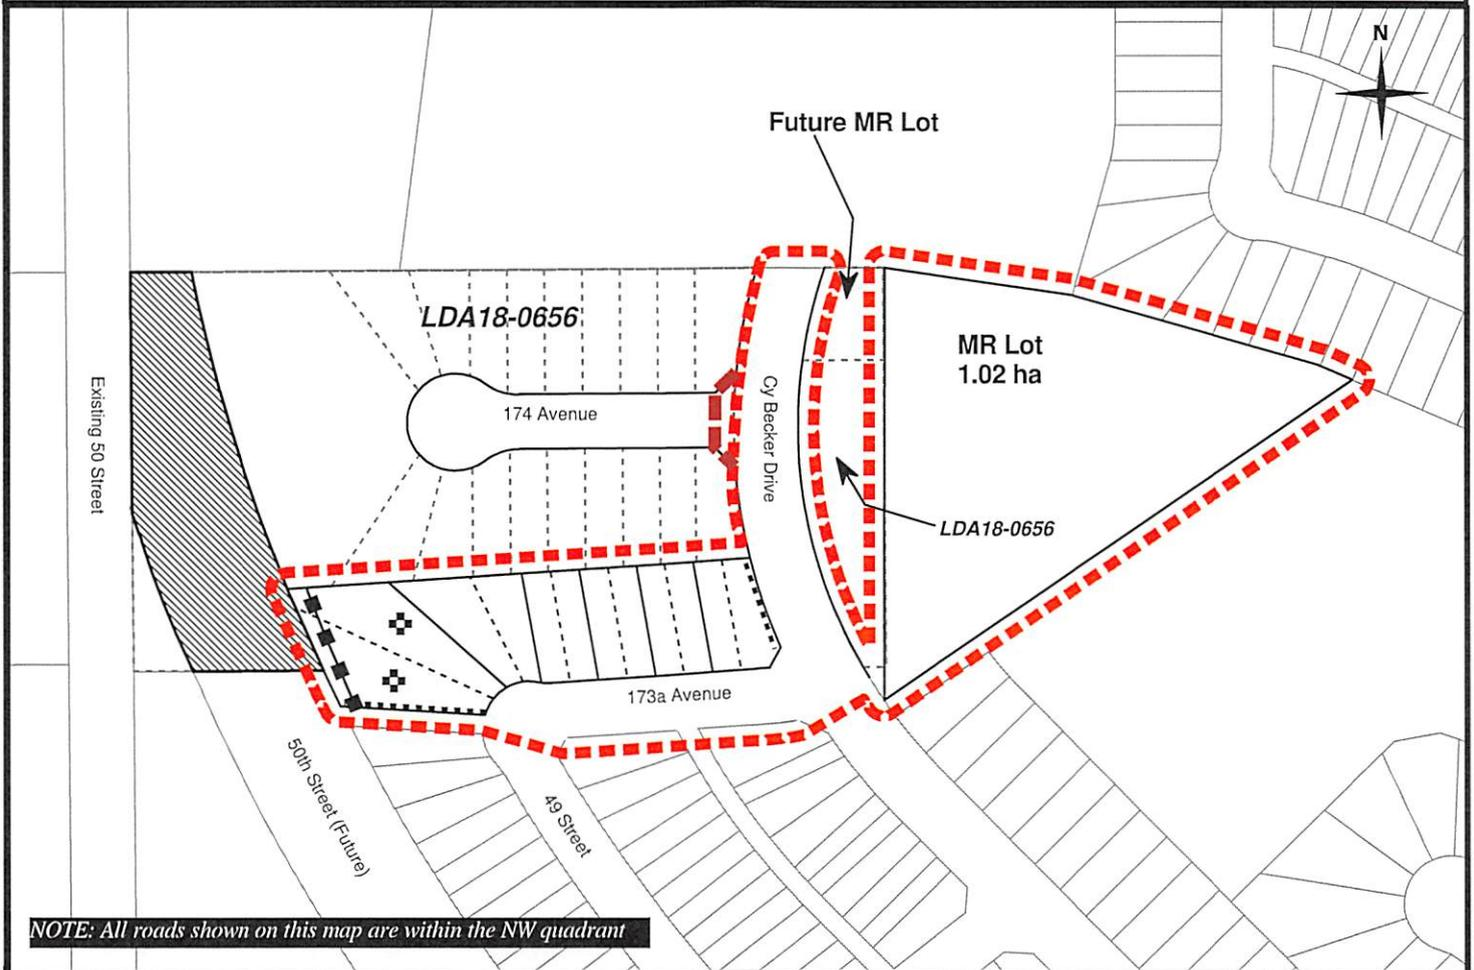 N
Future MR Lot
LDA18-0656
MR Lot
1.02 ha
Existing 50 Street
174 Avenue
Cy Becker Drive
LDA18-0656
173a Avenue
50th Street (Future)
49 Street
NOTE: All roads shown on this map are within the NW quadrant